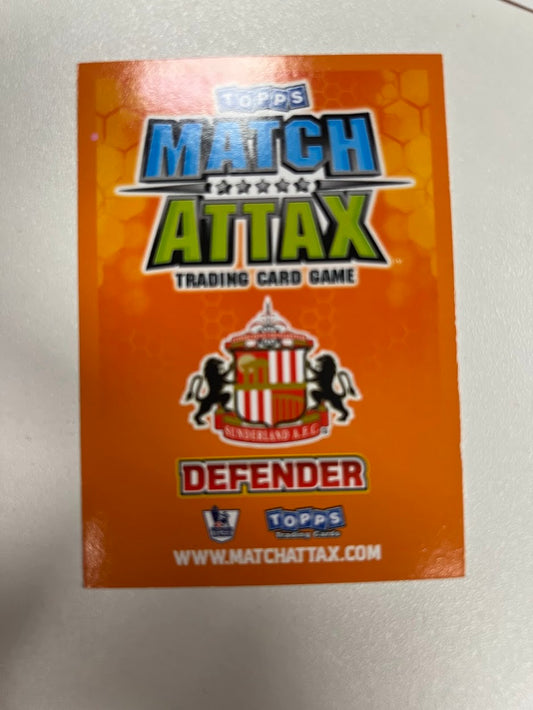 TOPPS
MATCH
ATTAX
TRADING CARD GAME
SUNDERLAND A.F.C.
DEFENDER
TOPPS
Trading Cards
WWW.MATCHATTAX.COM